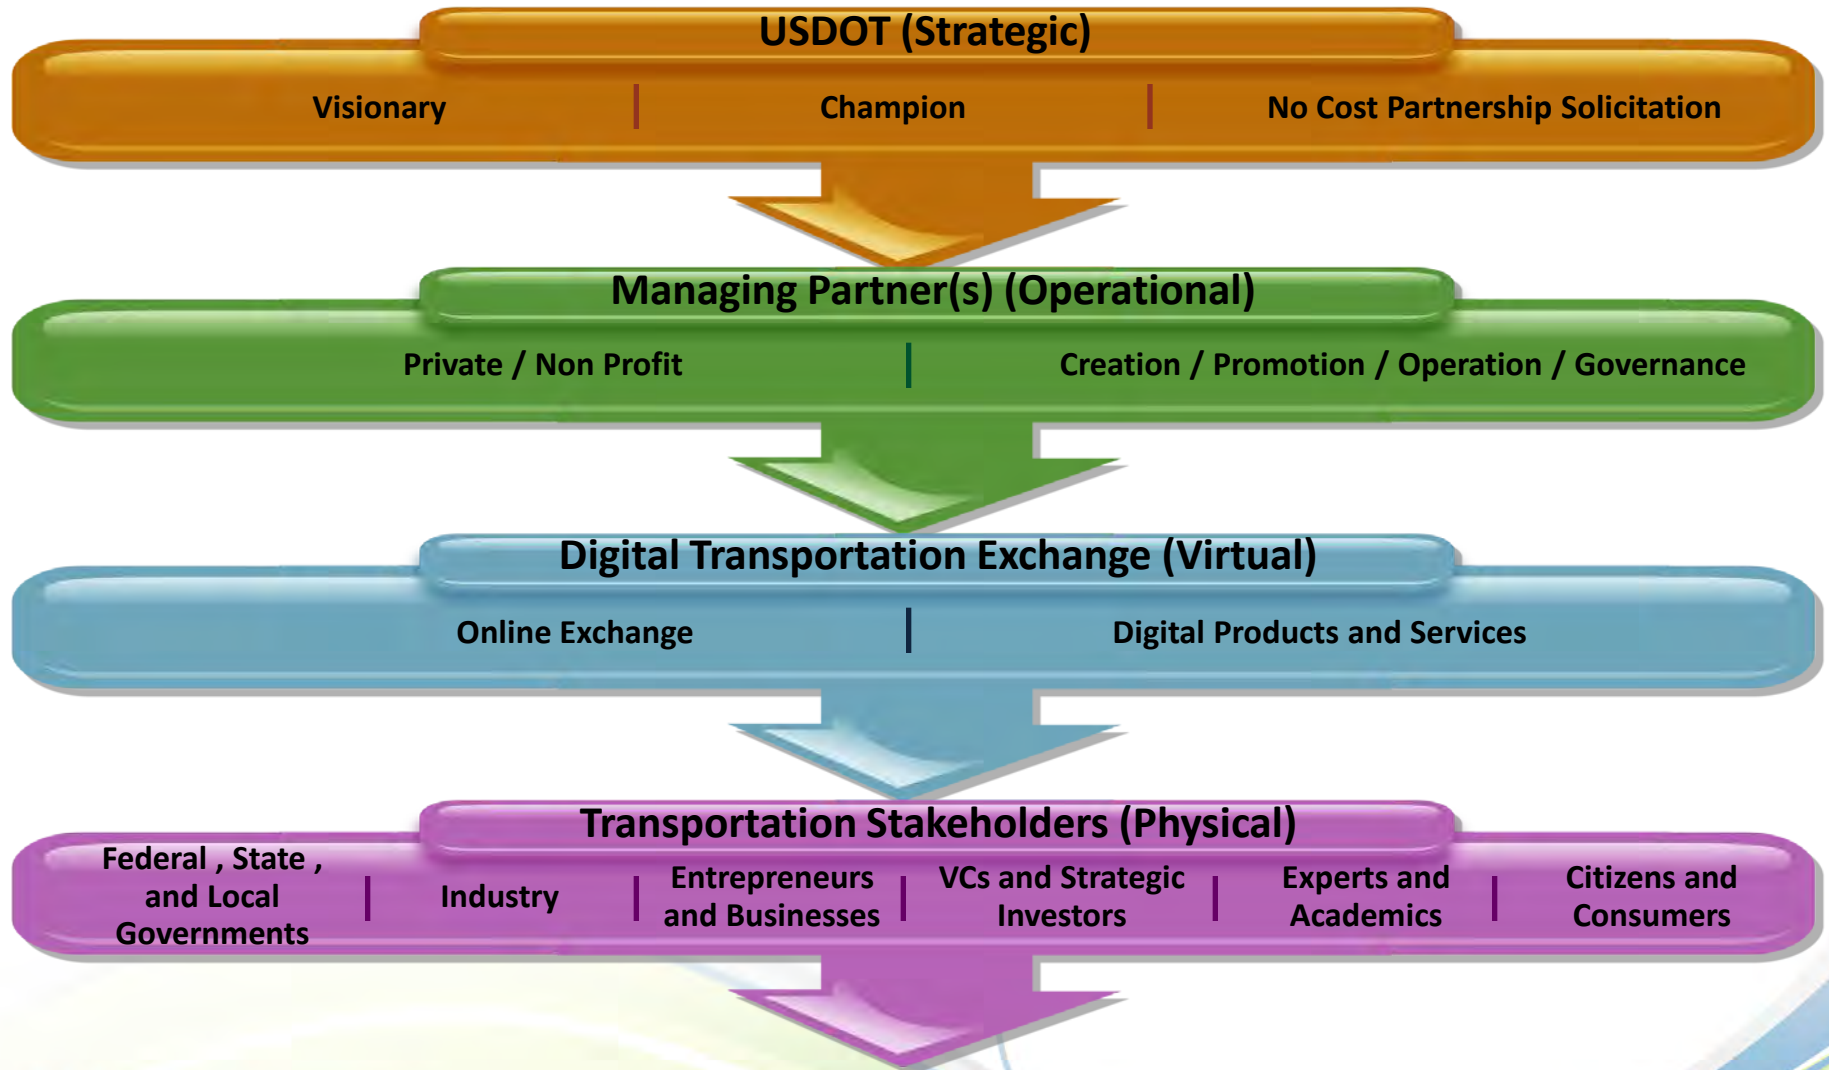 USDOT (Strategic)
Visionary
Champion
No Cost Partnership Solicitation
Managing Partner(s) (Operational)
Private / Non Profit
Creation / Promotion / Operation / Governance
Digital Transportation Exchange (Virtual)
Online Exchange
Digital Products and Services
Transportation Stakeholders (Physical)
Federal , State ,
and Local
Governments
Industry
Entrepreneurs
and Businesses
VCs and Strategic
Investors
Experts and
Academics
Citizens and
Consumers